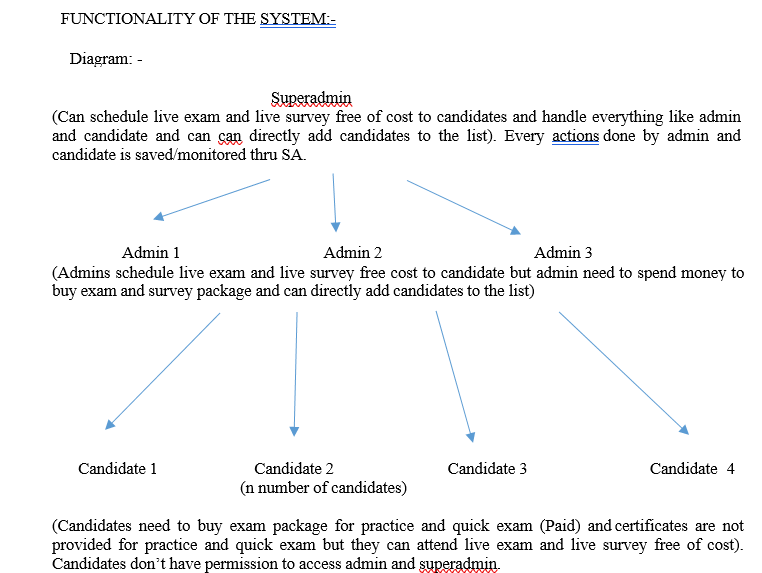 FUNCTIONALITY OF THE SYSTEM:-
Diagram: -
Superadmin
(Can schedule live exam and live survey free of cost to candidates and handle everything like admin
and candidate and can can directly add candidates to the list). Every actions done by admin and
candidate is saved/monitored thru SA.
Admin 1 Admin 2 Admin 3
(Admins schedule live exam and live survey free cost to candidate but admin need to spend money to
buy exam and survey package and can directly add candidates to the list)
Candidate 1 Candidate 2 Candidate 3 Candidate 4
(n number of candidates)
(Candidates need to buy exam package for practice and quick exam (Paid) and certificates are not
provided for practice and quick exam but they can attend live exam and live survey free of cost).
Candidates don't have permission to access admin and superadmin.